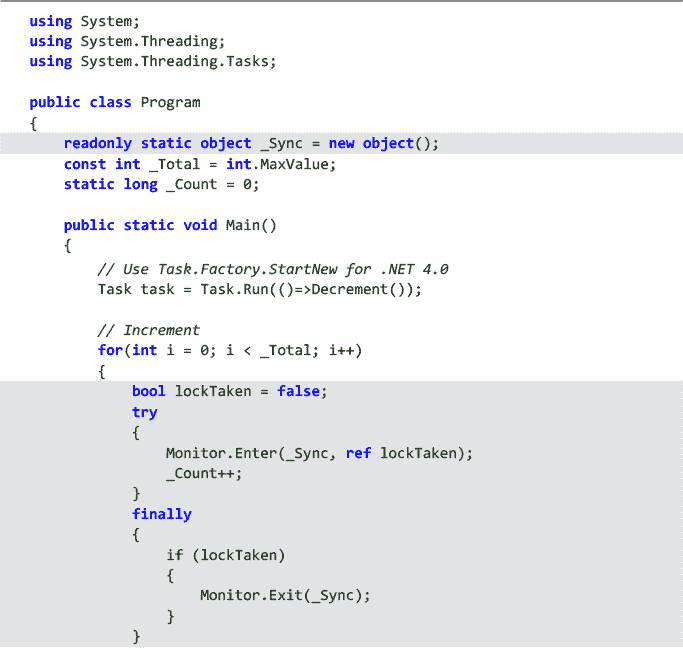 using System;
using System.Threading;
using System.Threading.Tasks;
public class Program
{
readonly static object _Sync = new object();
const int _Total = int.MaxValue;
static long _Count = 0;
public static void Main()
{
// Use Task.Factory.StartNew for .NET 4.0
Task task = Task.Run(()=>Decrement());
// Increment
for(int i = 0; i < _Total; i++)
{
bool lockTaken = false;
try
{
Monitor.Enter(_Sync, ref lockTaken);
_Count++;
}
finally
{
if (lockTaken)
{
Monitor.Exit(_Sync);
}
}